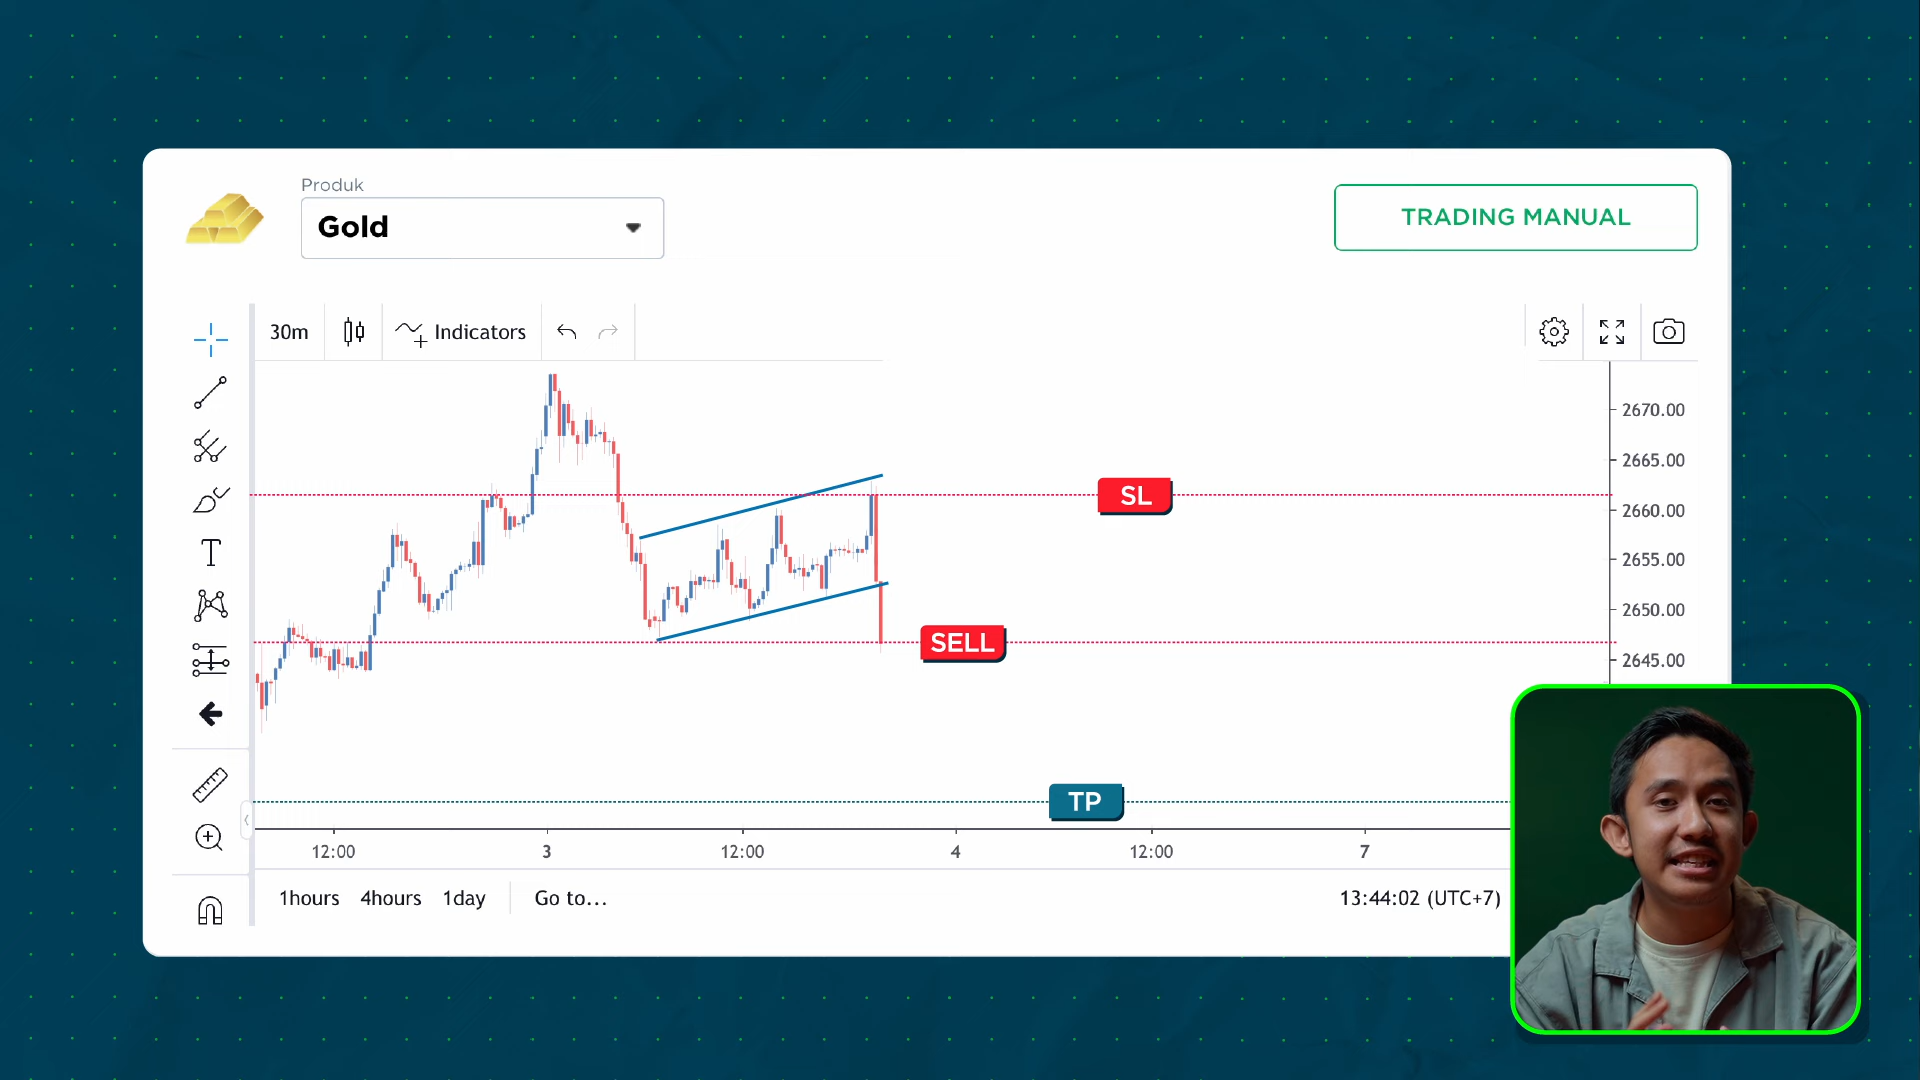 Produk
Gold
TRADING MANUAL
30m
Indicators
2670.00
2665.00
SL
2660.00
2655.00
2650.00
SELL
2645.00
TP
12:00
3
12:00
4
12:00
7
1hours
4hours
1day
Go to...
13:44:02 (UTC+7)